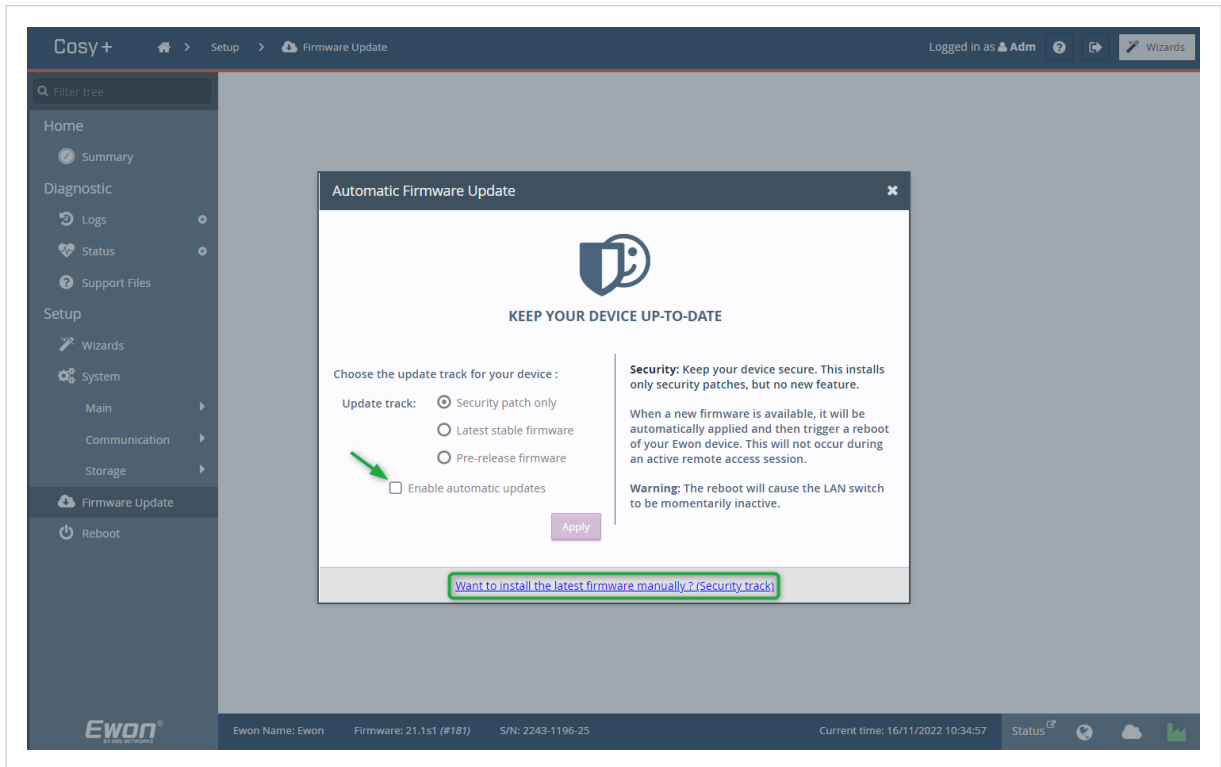 Cosy+ > Setup > Firmware Update Logged in as Adm Wizards
Filter tree
Home
Summary
Diagnostic
Logs
Status
Support Files
Setup
Wizards
System
Main
Communication
Storage
Firmware Update
Reboot
Automatic Firmware Update
KEEP YOUR DEVICE UP-TO-DATE
Choose the update track for your device :
Update track: Security patch only
Latest stable firmware
Pre-release firmware
Enable automatic updates
Apply
Security: Keep your device secure. This installs
only security patches, but no new feature.
When a new firmware is available, it will be
automatically applied and then trigger a reboot
of your Ewon device. This will not occur during
an active remote access session.
Warning: The reboot will cause the LAN switch
to be momentarily inactive.
Want to install the latest firmware manually ? (Security track)
Ewon®
BY HMS NETWORKS
Ewon Name: Ewon Firmware: 21.1s1 (#181) S/N: 2243-1196-25 Current time: 16/11/2022 10:34:57 Status